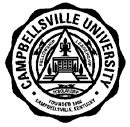 CAMPBELLSVILLE UNIVERSITY
FOUNDED 1906
CAMPBELLSVILLE, KENTUCKY